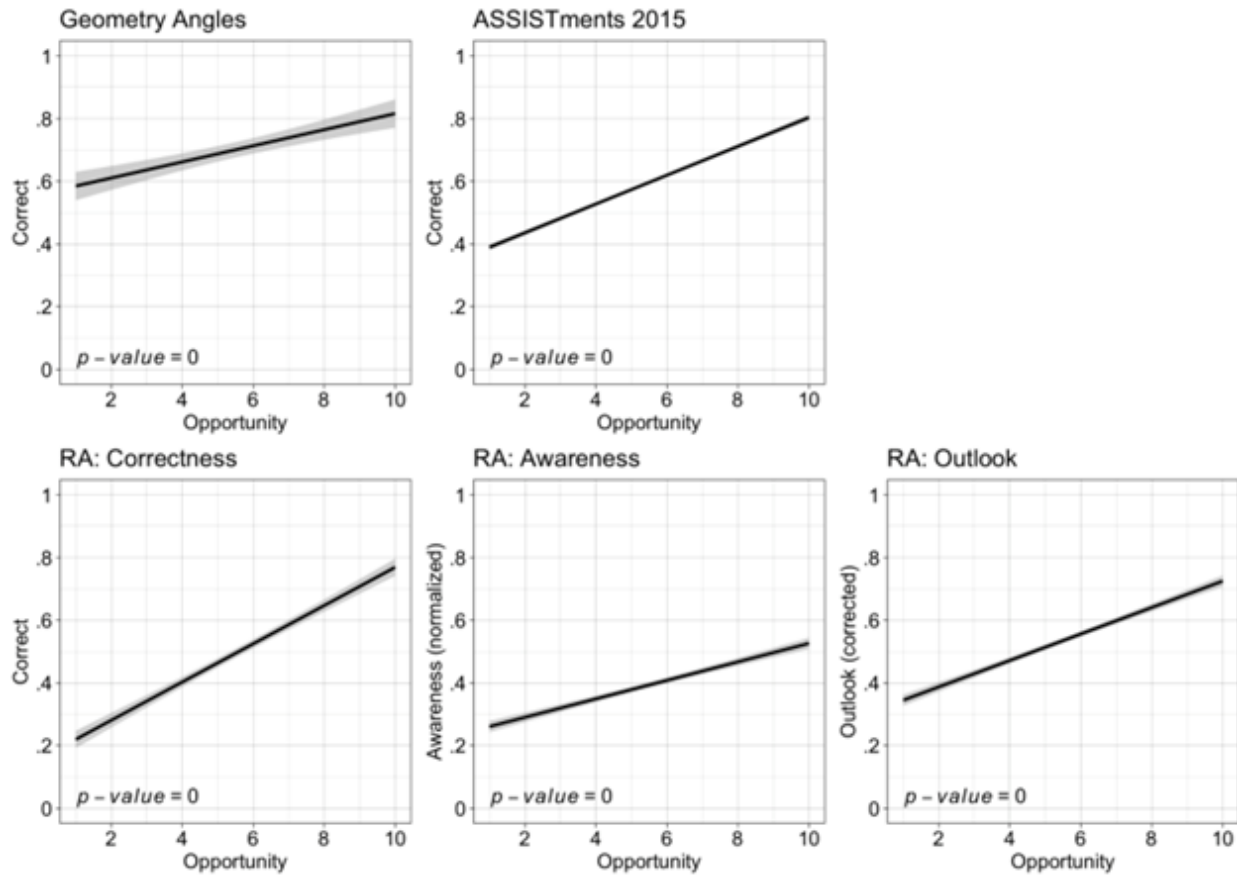 Geometry Angles
1
.8
.6
.4
.2
0
Correct
p – value = 0
2 4 6 8 10
Opportunity
ASSISTments 2015
1
.8
.6
.4
.2
0
Correct
p – value = 0
2 4 6 8 10
Opportunity
RA: Correctness
1
.8
.6
.4
.2
0
Correct
p – value = 0
2 4 6 8 10
Opportunity
RA: Awareness
1
.8
.6
.4
.2
0
Awareness (normalized)
p – value = 0
2 4 6 8 10
Opportunity
RA: Outlook
1
.8
.6
.4
.2
0
Outlook (corrected)
p – value = 0
2 4 6 8 10
Opportunity